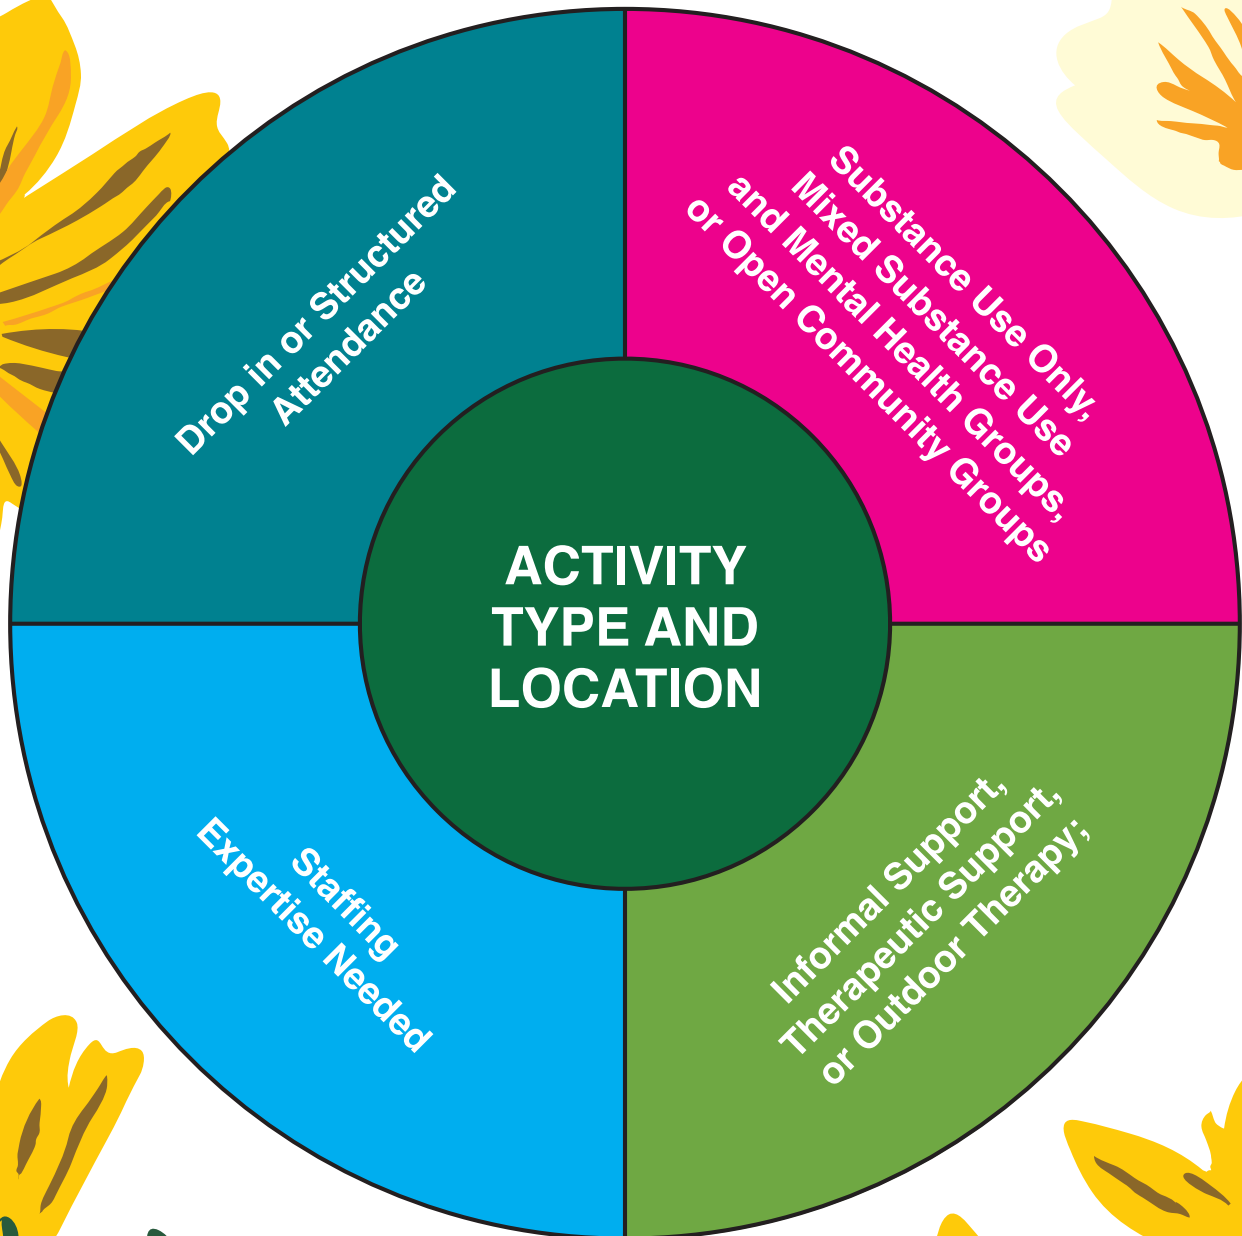 Drop in or Structured
Attendance
Substance Use Only,
Mixed Substance Use
and Mental Health Groups,
or Open Community Groups
ACTIVITY
TYPE AND
LOCATION
Staffing
Expertise Needed
Informal Support,
Therapeutic Support,
or Outdoor Therapy;